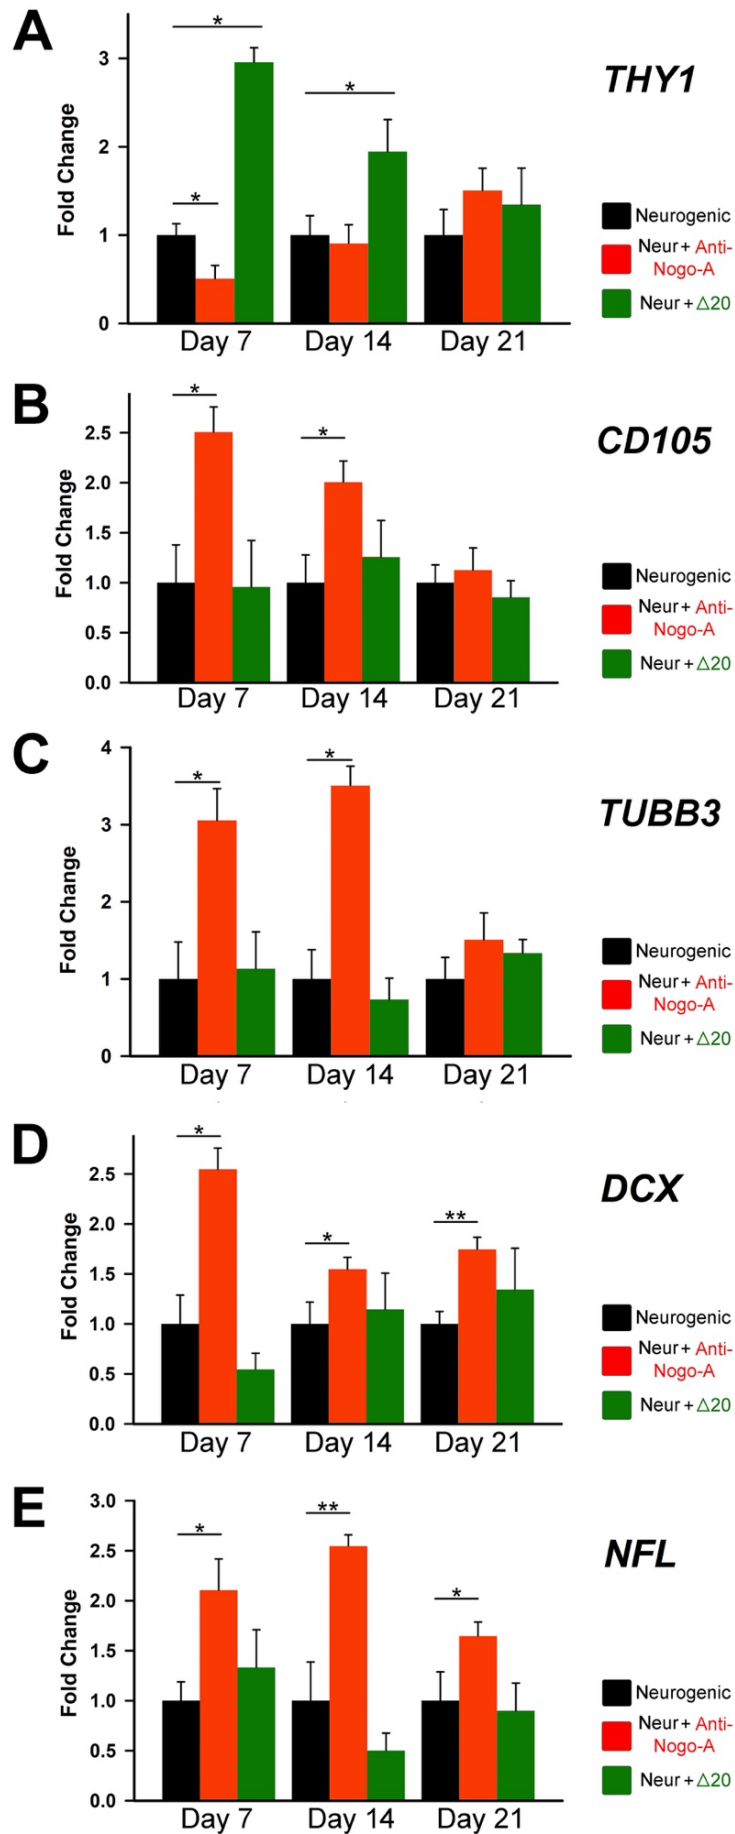 A
THY1
Fold Change
3
2
1
0
*
*
*
Day 7 Day 14 Day 21
Neurogenic
Neur + Anti-
Nogo-A
Neur + Δ20
B
CD105
Fold Change
2.5
2.0
1.5
1.0
0.5
0.0
*
*
Day 7 Day 14 Day 21
Neurogenic
Neur + Anti-
Nogo-A
Neur + Δ20
C
TUBB3
Fold Change
4
3
2
1
0
*
*
Day 7 Day 14 Day 21
Neurogenic
Neur + Anti-
Nogo-A
Neur + Δ20
D
DCX
Fold Change
2.5
2.0
1.5
1.0
0.5
0.0
*
*
**
Day 7 Day 14 Day 21
Neurogenic
Neur + Anti-
Nogo-A
Neur + Δ20
E
NFL
Fold Change
3.0
2.5
2.0
1.5
1.0
0.5
0.0
*
**
*
Day 7 Day 14 Day 21
Neurogenic
Neur + Anti-
Nogo-A
Neur + Δ20